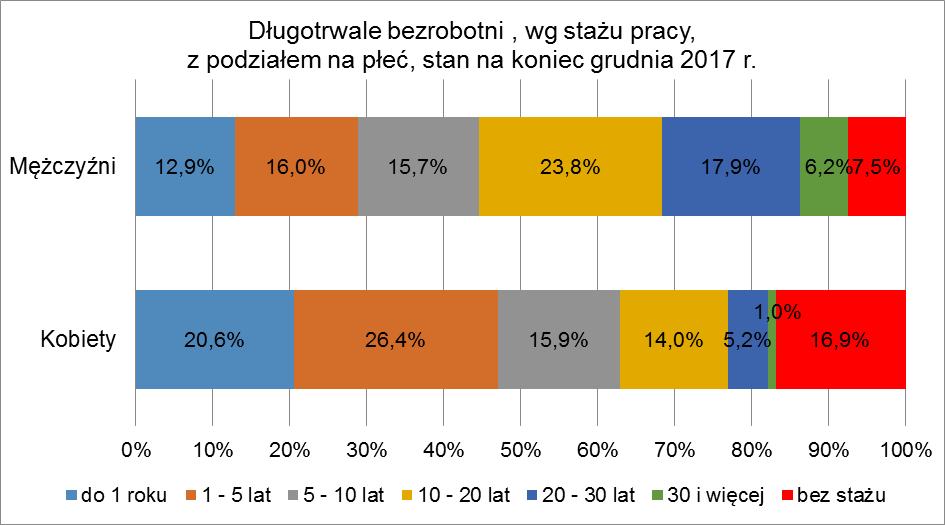 Długotrwale bezrobotni , wg stażu pracy,
z podziałem na płeć, stan na koniec grudnia 2017 r.
Mężczyźni
12,9% 16,0% 15,7% 23,8% 17,9% 6,2% 7,5%
Kobiety
20,6% 26,4% 15,9% 14,0% 5,2% 1,0% 16,9%
0% 10% 20% 30% 40% 50% 60% 70% 80% 90% 100%
do 1 roku 1 - 5 lat 5 - 10 lat 10 - 20 lat 20 - 30 lat 30 i więcej bez stażu